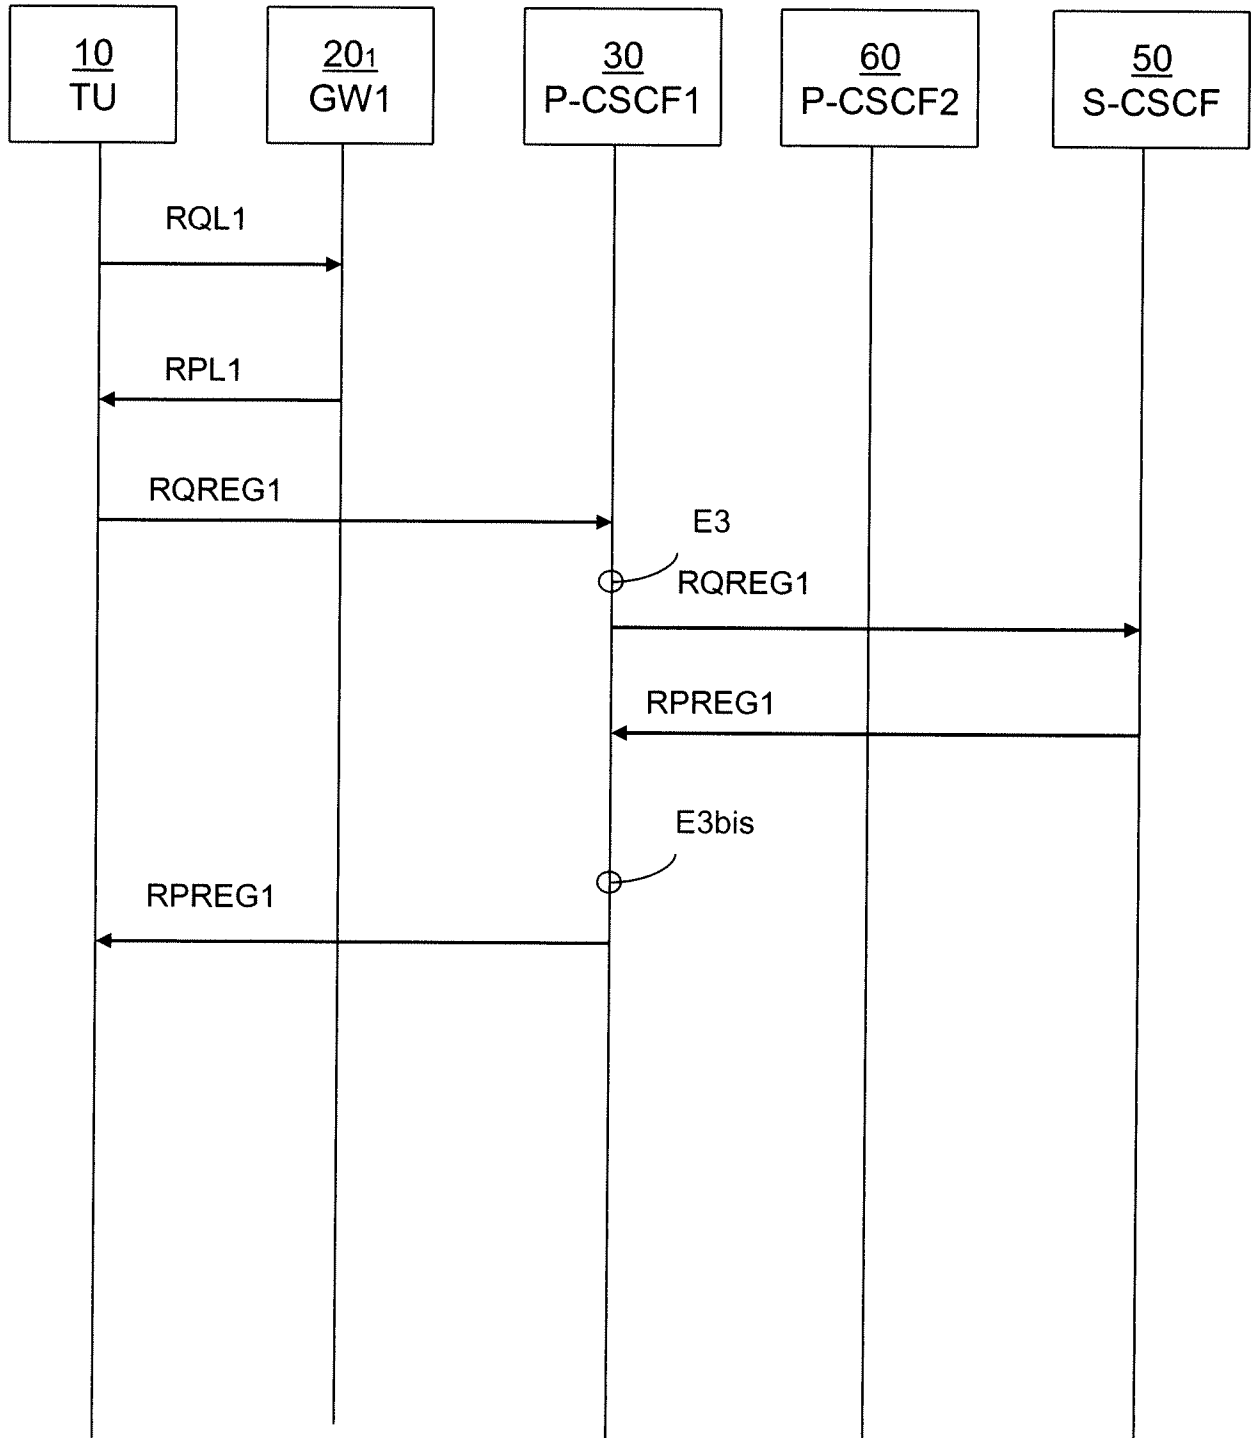 10
TU
201
GW1
30
P-CSCF1
60
P-CSCF2
50
S-CSCF
RQL1
RPL1
RQREG1
E3
RQREG1
RPREG1
E3bis
RPREG1